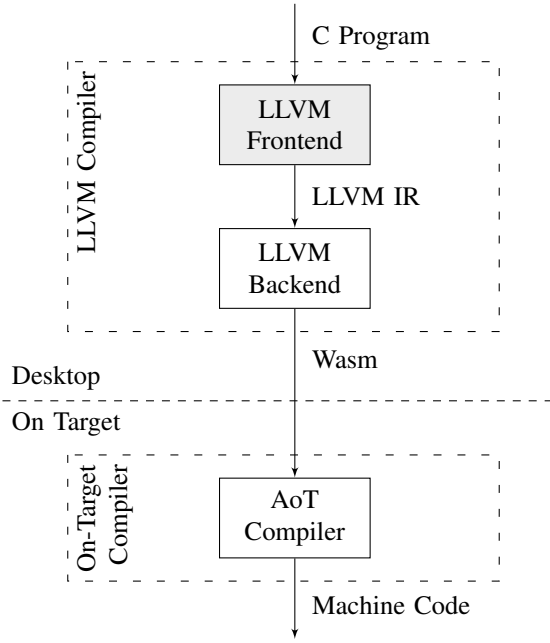 C Program
LLVM Compiler
LLVM
Frontend
LLVM IR
LLVM
Backend
Wasm
Desktop
On Target
On-Target
Compiler
AoT
Compiler
Machine Code